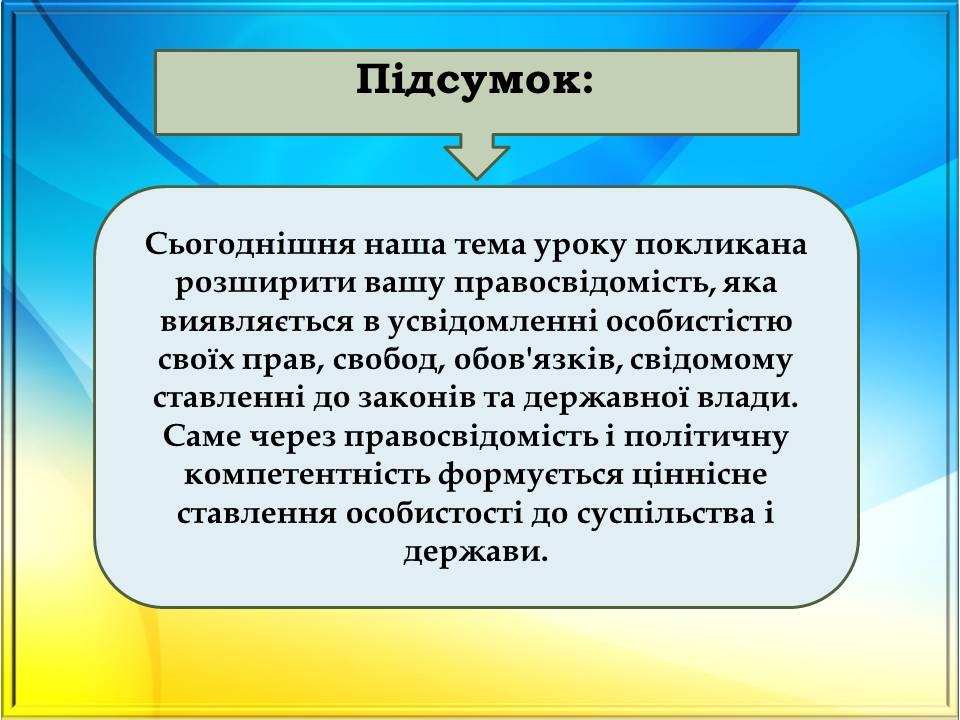 Підсумок:
Сьогоднішня наша тема уроку покликана
розширити вашу правосвідомість, яка
виявляється в усвідомленні особистістю
своїх прав, свобод, обов'язків, свідомому
ставленні до законів та державної влади.
Саме через правосвідомість і політичну
компетентність формується ціннісне
ставлення особистості до суспільства і
держави.